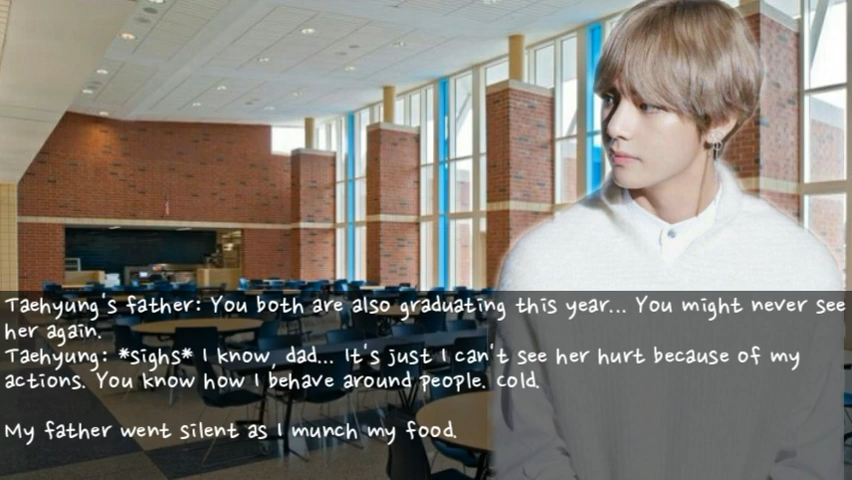 Taehyung's father: You both are also graduating this year... You might never see
her again.
Taehyung: *sighs* I know, dad... It's just I can't see her hurt because of my
actions. You know how I behave around people. cold.
My father went silent as I munch my food.